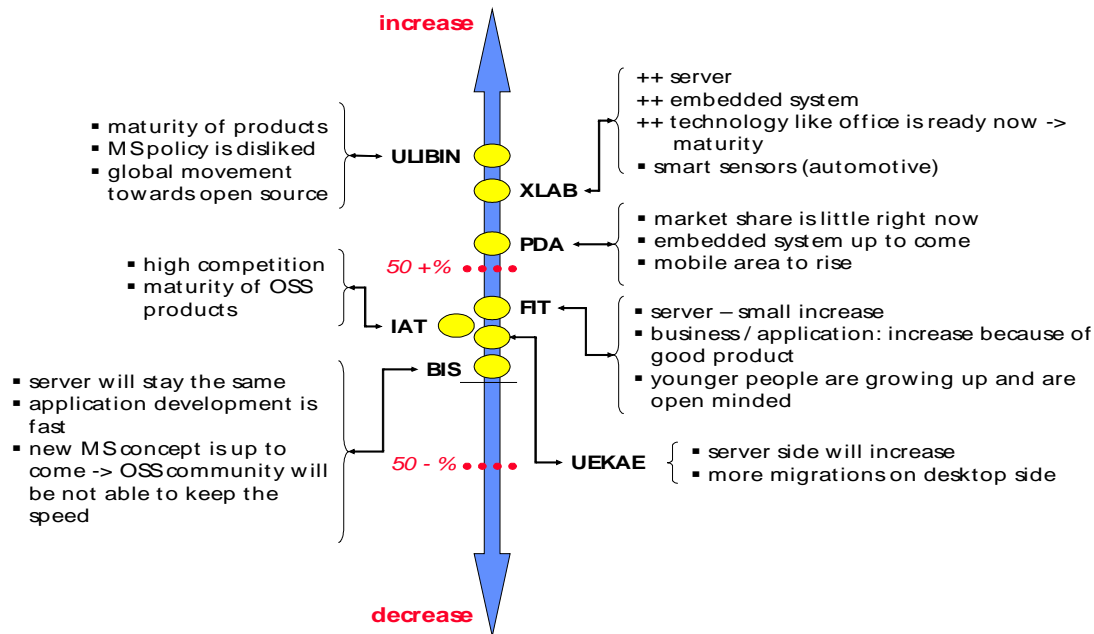 increase
▪ maturity of products
▪ MS policy is disliked
▪ global movement
towards open source
ULIBIN
++ server
++ embedded system
++ technology like office is ready now ->
maturity
▪ smart sensors (automotive)
XLAB
▪ market share is little right now
▪ embedded system up to come
▪ mobile area to rise
PDA
50 +%
▪ high competition
▪ maturity of OSS
products
IAT
FIT
▪ server – small increase
▪ business / application: increase because of
good product
▪ younger people are growing up and are
open minded
BIS
▪ server will stay the same
▪ application development is
fast
▪ new MS concept is up to
come -> OSS community will
be not able to keep the
speed
50 - %
UEKAE
▪ server side will increase
▪ more migrations on desktop side
decrease